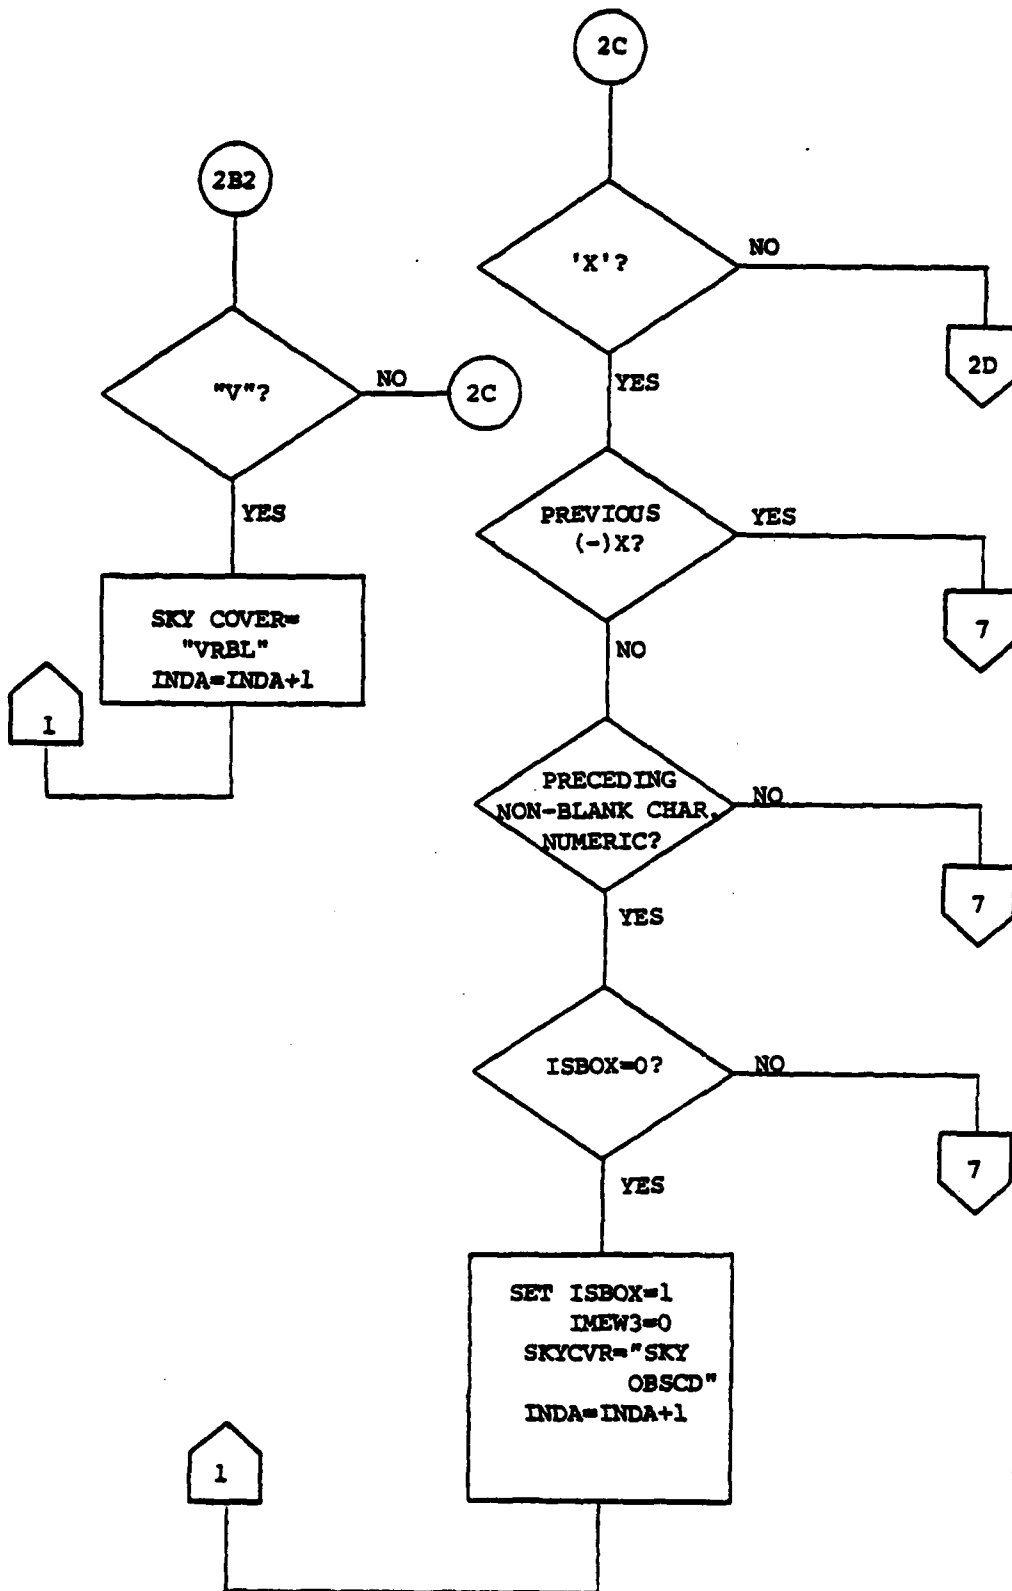 2B2
"V"?
NO
2C
YES
SKY COVER=
"VRBL"
INDA=INDA+1
I
2C
'X'?
NO
2D
YES
PREVIOUS
(-)X?
YES
7
NO
PRECEDING
NON-BLANK CHAR.
NUMERIC?
NO
7
YES
ISBOX=0?
NO
7
YES
SET ISBOX=1
IMEW3=0
SKYCVR="SKY
OBSCD"
INDA=INDA+1
1